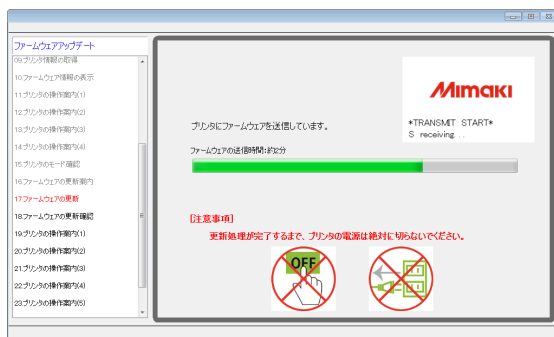 ファームウェアアップデート
09.プリンタ情報の取得
10.ファームウェア情報の表示
11.プリンタの操作案内(1)
12.プリンタの操作案内(2)
13.プリンタの操作案内(3)
14.プリンタの操作案内(4)
15.プリンタのモード確認
16.ファームウェアの更新案内
17.ファームウェアの更新
18.ファームウェアの更新確認
19.プリンタの操作案内(1)
20.プリンタの操作案内(2)
21.プリンタの操作案内(3)
22.プリンタの操作案内(4)
23.プリンタの操作案内(5)
Mimaki
*TRANSMIT START*
S receiving...
プリンタにファームウェアを送信しています。
ファームウェアの送信時間:約2分
[注意事項]
更新処理が完了するまで、プリンタの電源は絶対に切らないでください。
OFF